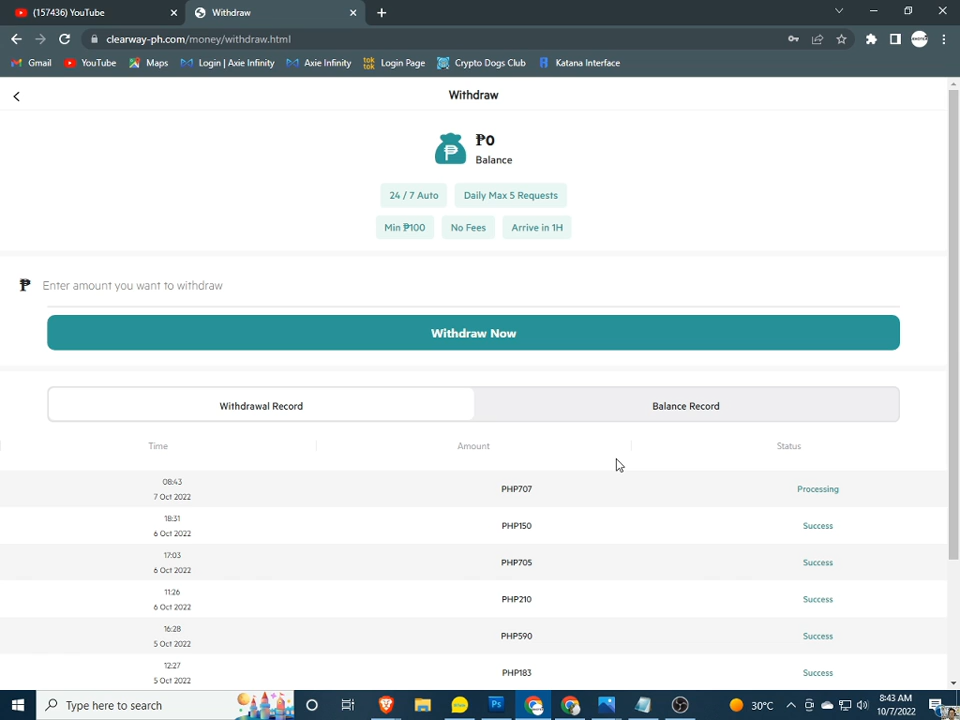 (157436) YouTube
Withdraw
clearway-ph.com/money/withdraw.html
Gmail
YouTube
Maps
Login | Axie Infinity
Axie Infinity
Login Page
Crypto Dogs Club
Katana Interface
Withdraw
₱0
Balance
24 / 7 Auto
Daily Max 5 Requests
Min ₱100
No Fees
Arrive in 1H
₱ Enter amount you want to withdraw
Withdraw Now
Withdrawal Record
Balance Record
Time Amount Status
08:43
7 Oct 2022
PHP707 Processing
18:31
6 Oct 2022
PHP150 Success
17:03
6 Oct 2022
PHP705 Success
11:26
6 Oct 2022
PHP210 Success
16:28
5 Oct 2022
PHP590 Success
12:27
5 Oct 2022
PHP183 Success
Type here to search
30°C
8:43 AM
10/7/2022